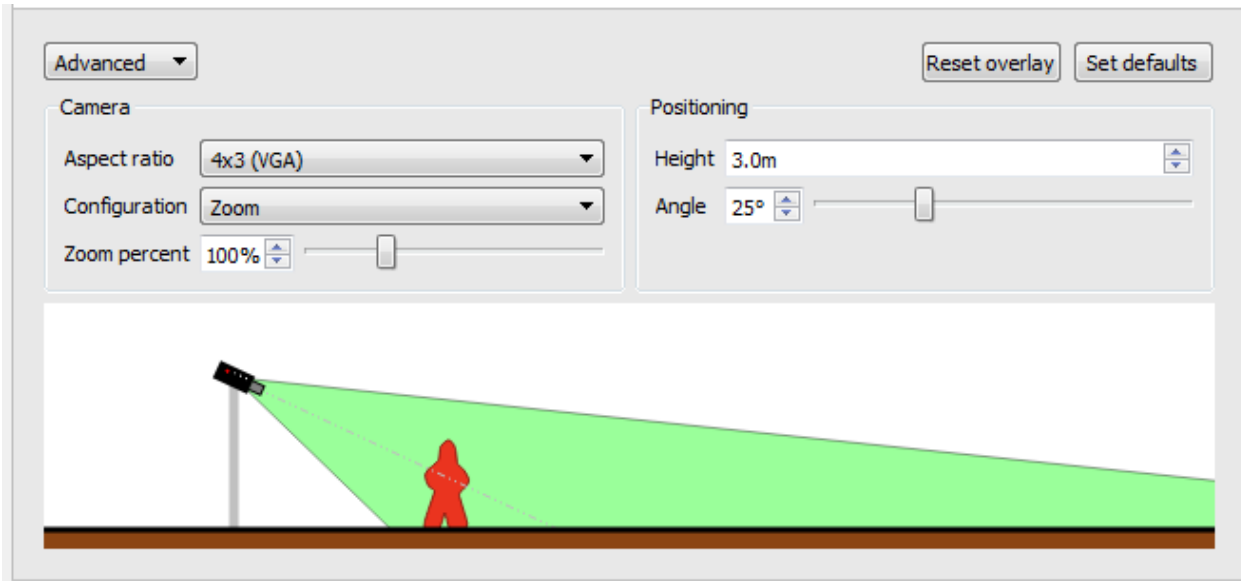 Advanced
Reset overlay
Set defaults
Camera
Aspect ratio 4x3 (VGA)
Configuration Zoom
Zoom percent 100%
Positioning
Height 3.0m
Angle 25°